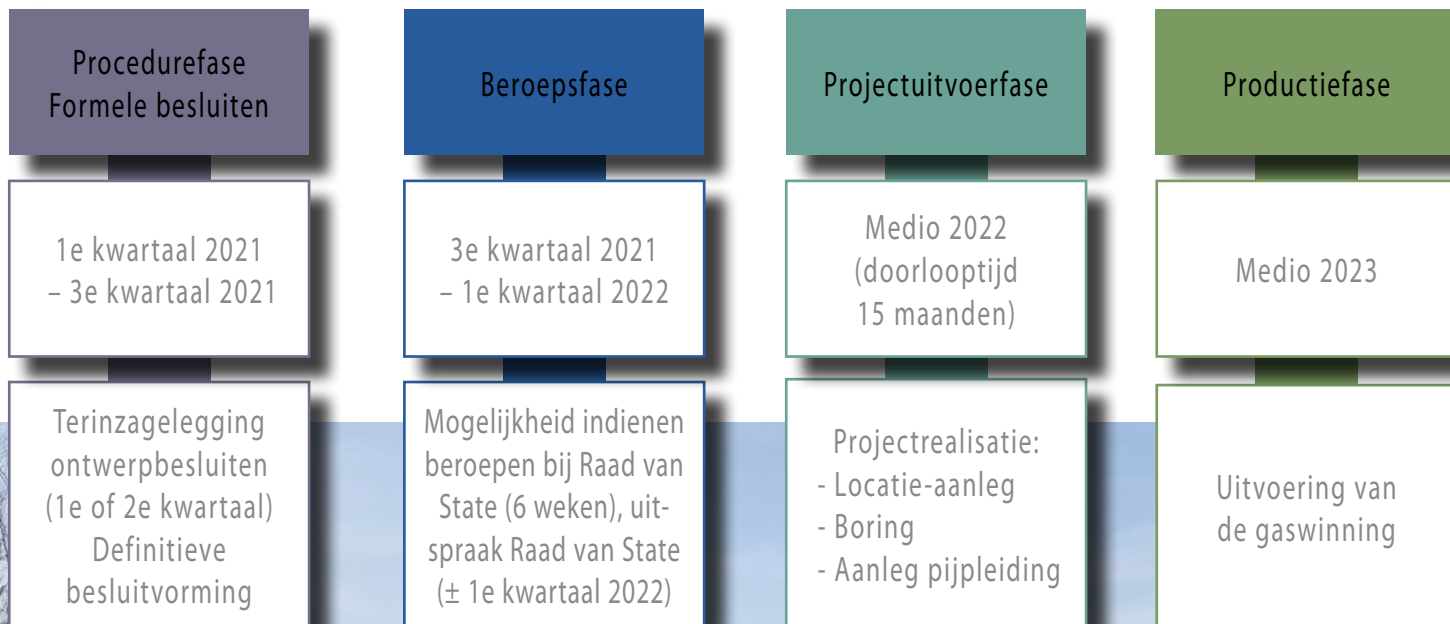 Procedurefase
Formele besluiten
1e kwartaal 2021
– 3e kwartaal 2021
Terinzagelegging
ontwerpbesluiten
(1e of 2e kwartaal)
Definitieve
besluitvorming
Beroepsfase
3e kwartaal 2021
– 1e kwartaal 2022
Mogelijkheid indienen
beroepen bij Raad van
State (6 weken), uit-
spraak Raad van State
(± 1e kwartaal 2022)
Projectuitvoerfase
Medio 2022
(doorlooptijd
15 maanden)
Projectrealisatie:
- Locatie-aanleg
- Boring
- Aanleg pijpleiding
Productiefase
Medio 2023
Uitvoering van
de gaswinning